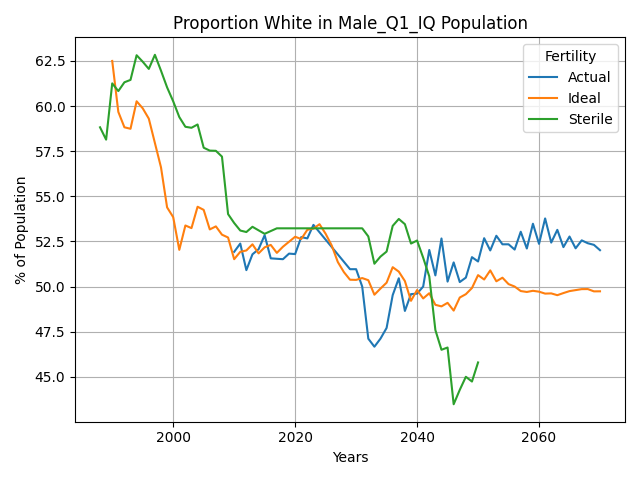 Proportion White in Male_Q1_IQ Population
Fertility
Actual
Ideal
Sterile
% of Population
62.5
60.0
57.5
55.0
52.5
50.0
47.5
45.0
2000
2020
2040
2060
Years